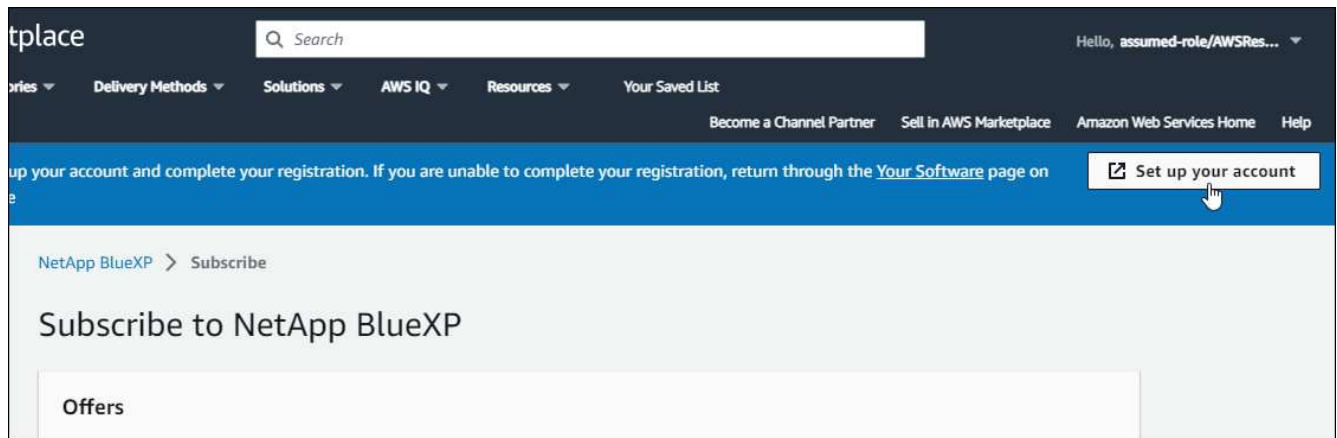 tplace
Search
Hello, assumed-role/AWSRes...
ories Delivery Methods Solutions AWS IQ Resources Your Saved List
Become a Channel Partner Sell in AWS Marketplace Amazon Web Services Home Help
up your account and complete your registration. If you are unable to complete your registration, return through the Your Software page on
e
Set up your account
NetApp BlueXP > Subscribe
Subscribe to NetApp BlueXP
Offers